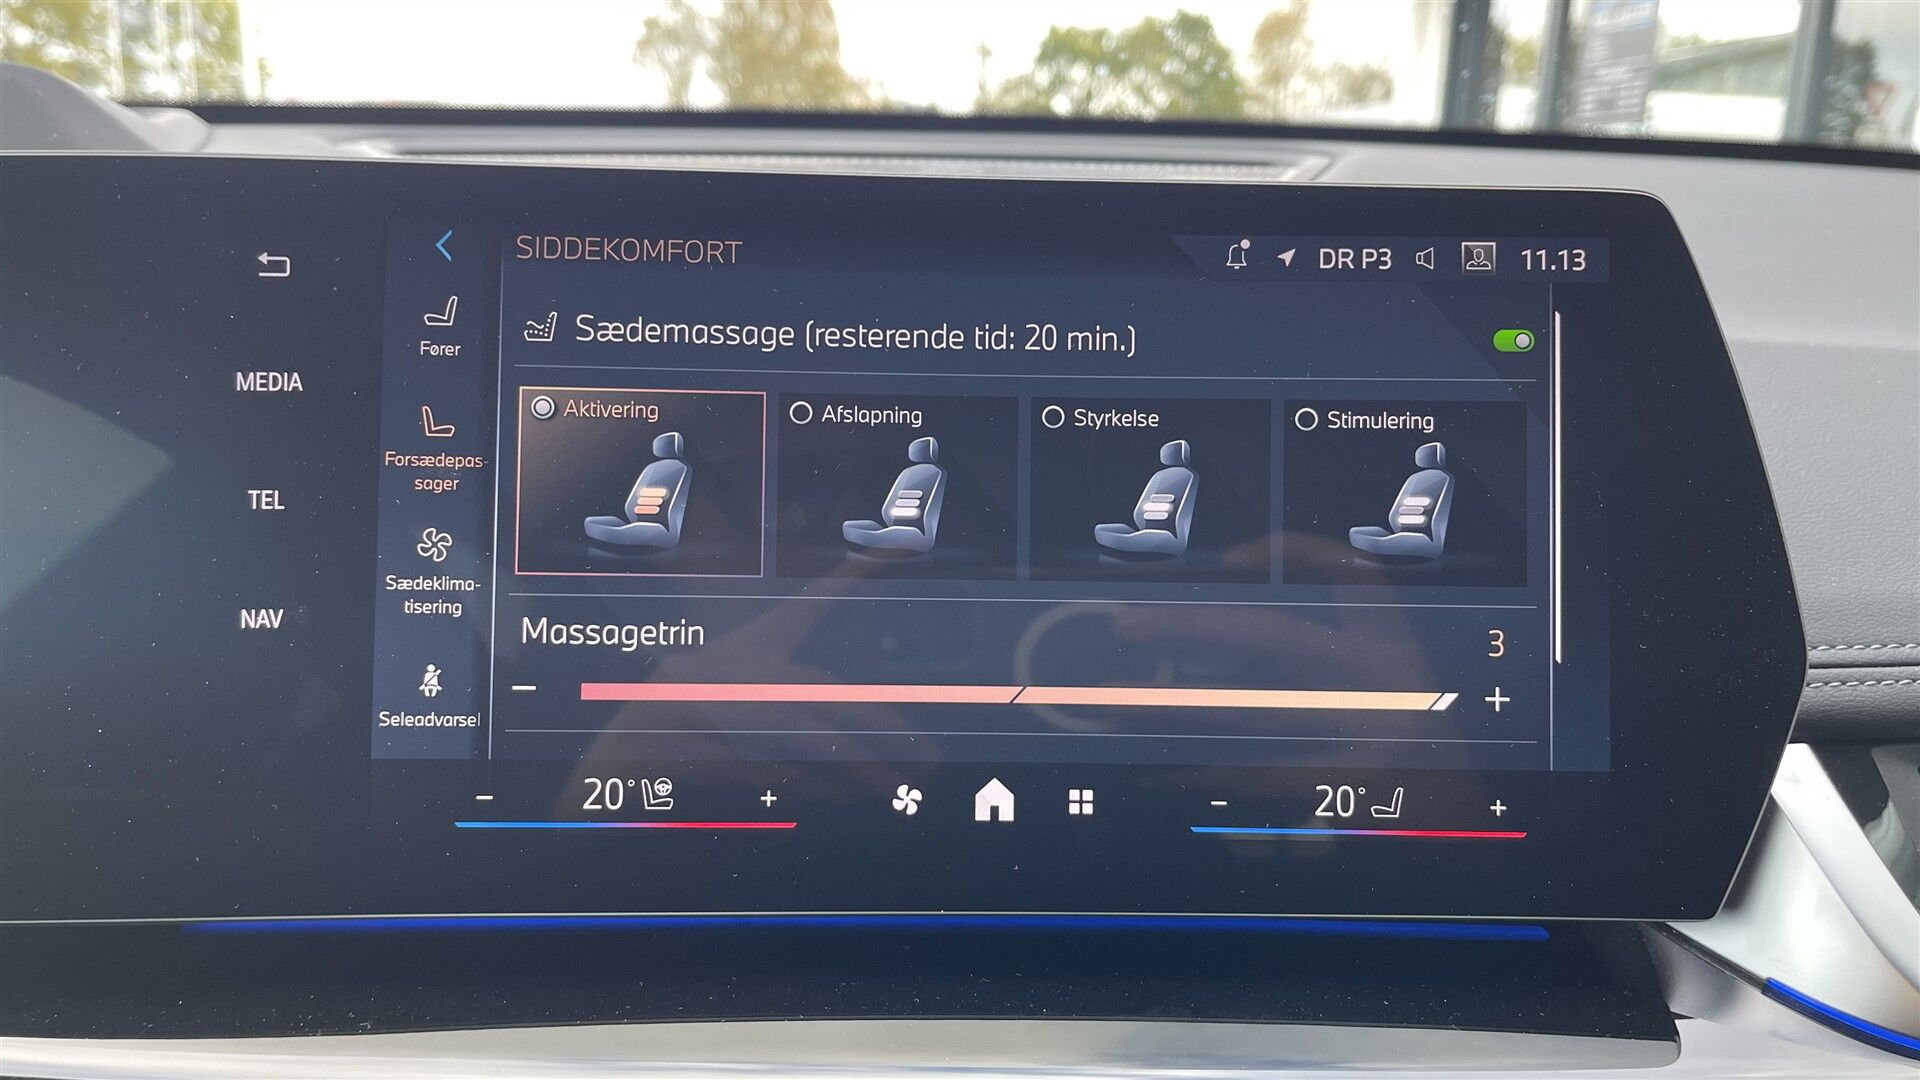 SIDDEKOMFORT
DR P3
11.13
Fører
Sædemassage (resterende tid: 20 min.)
MEDIA
Aktivering
Afslapning
Styrkelse
Stimulering
Forsædepas-
sager
TEL
Sædeklima-
tisering
NAV
Massagetrin
3
Seleadvarsel
− +
− 20° +
− 20° +